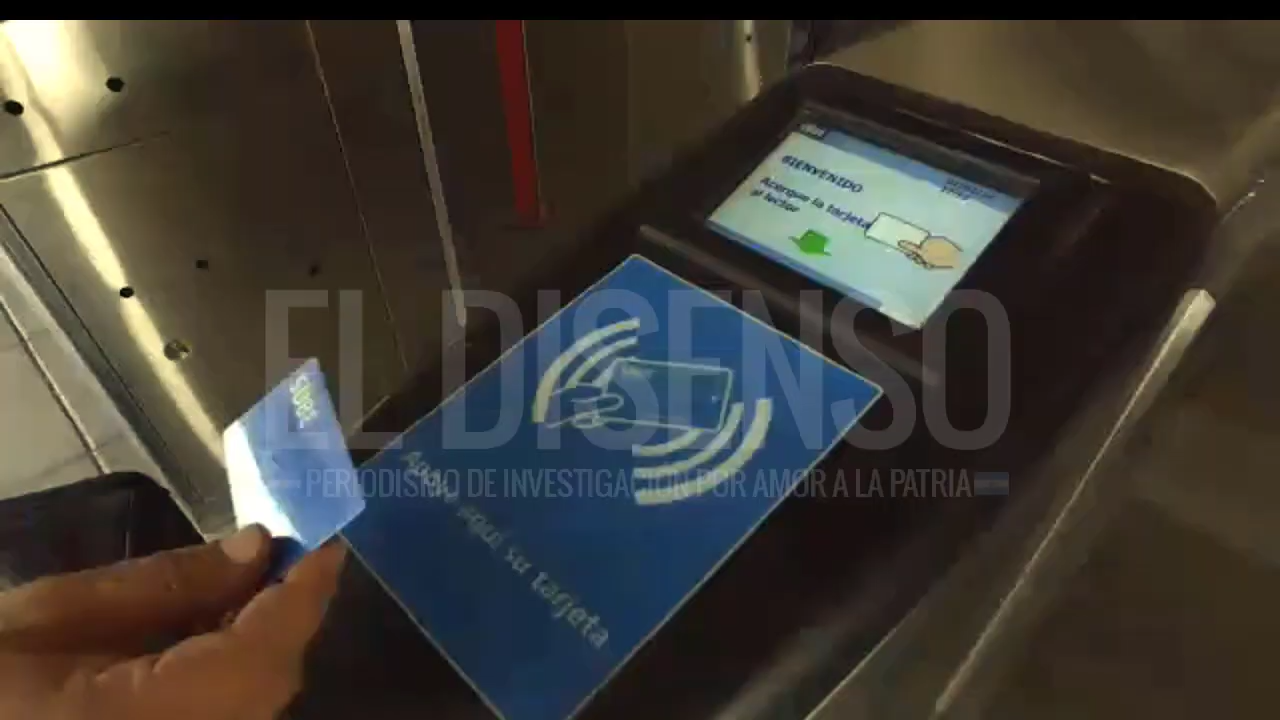 BIENVENIDO
Acerque la tarjeta
al lector
EL DISENSO
PERIODISMO DE INVESTIGACIÓN POR AMOR A LA PATRIA
sube
Apoye aquí su tarjeta